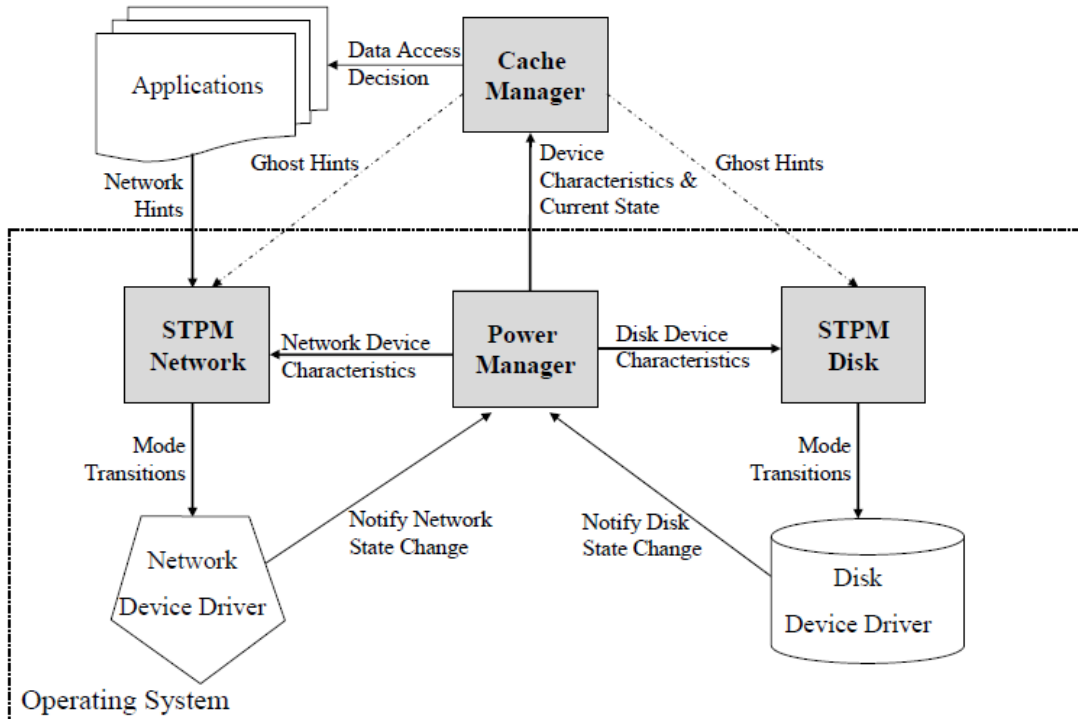 Applications
Data Access
Decision
Cache
Manager
Network
Hints
Ghost Hints
Device
Characteristics &
Current State
Ghost Hints
STPM
Network
Network Device
Characteristics
Power
Manager
Disk Device
Characteristics
STPM
Disk
Mode
Transitions
Mode
Transitions
Notify Network
State Change
Notify Disk
State Change
Network
Device Driver
Disk
Device Driver
Operating System